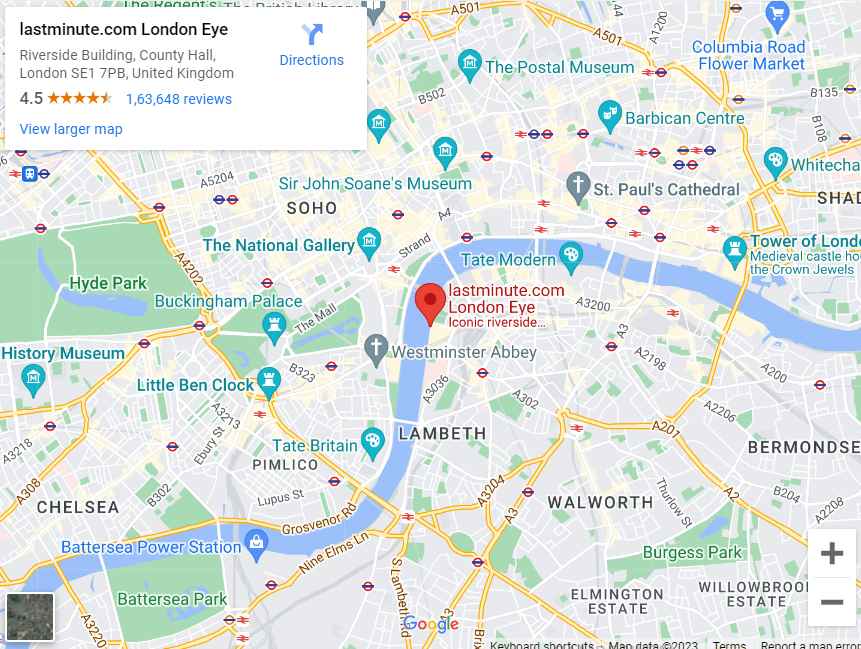 The Regent's
The British Library
A501
A501
A1209
lastminute.com London Eye
Riverside Building, County Hall,
London SE1 7PB, United Kingdom
4.5
1,63,648 reviews
Directions
View larger map
Columbia Road
Flower Market
The Postal Museum
B502
B135
B108
Barbican Centre
Whitecha
A5204
Sir John Soane's Museum
St. Paul's Cathedral
SHAD
SOHO
A4
Strand
The National Gallery
Tate Modern
Tower of Londo
Medieval castle ho
the Crown Jewels
A4202
Hyde Park
Buckingham Palace
The Mall
lastminute.com
London Eye
Iconic riverside...
A3200
A3
History Museum
Westminster Abbey
A2198
A200
B323
Little Ben Clock
A3036
A302
A2206
A3213
Ebury St
A3218
Tate Britain
LAMBETH
A201
BERMONDSE
PIMLICO
A308
B302
Lupus St
A3204
CHELSEA
WALWORTH
Thurlow St
A2
B204
A2208
Grosvenor Rd
A3
Battersea Power Station
Nine Elms Ln
Burgess Park
S Lambeth Rd
Battersea Park
ELMINGTON
ESTATE
WILLOWBROO
ESTATE
A3220
Google
Brix
Keyboard shortcuts
Map data ©2023
Terms
Report a map error